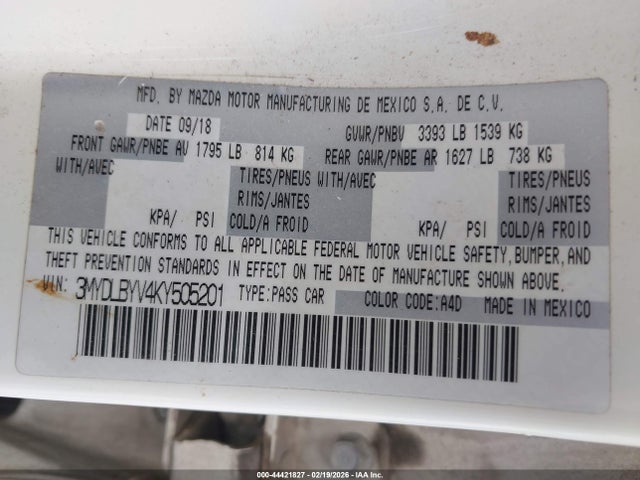 MFD. BY MAZDA MOTOR MANUFACTURING DE MEXICO S.A. DE C.V.
DATE 09/18 GVWR/PNBV 3393 LB 1539 KG
FRONT GAWR/PNBE AV 1795 LB 814 KG REAR GAWR/PNBE AR 1627 LB 738 KG
WITH/AVEC TIRES/PNEUS WITH/AVEC TIRES/PNEUS
RIMS/JANTES RIMS/JANTES
KPA/ PSI COLD/A FROID KPA/ PSI COLD/A FROID
THIS VEHICLE CONFORMS TO ALL APPLICABLE FEDERAL MOTOR VEHICLE SAFETY, BUMPER, AND
THEFT PREVENTION STANDARDS IN EFFECT ON THE DATE OF MANUFACTURE SHOWN ABOVE.
VIN: 3MYDLBYV4KY505201 TYPE: PASS CAR COLOR CODE: A4D MADE IN MEXICO
000-44421827 - 02/19/2026 - IAA Inc.